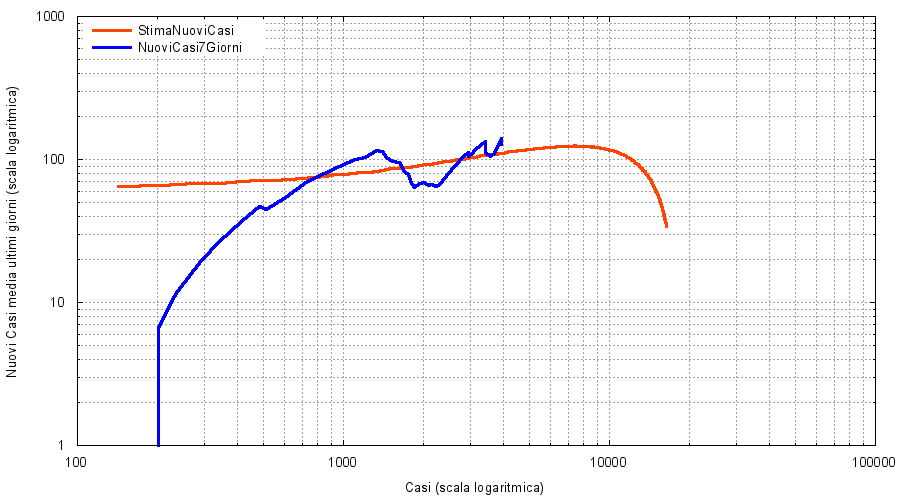 1000
StimaNuoviCasi
NuoviCasi7Giorni
Nuovi Casi media ultimi giorni (scala logaritmica)
100
10
1
100 1000 10000 100000
Casi (scala logaritmica)